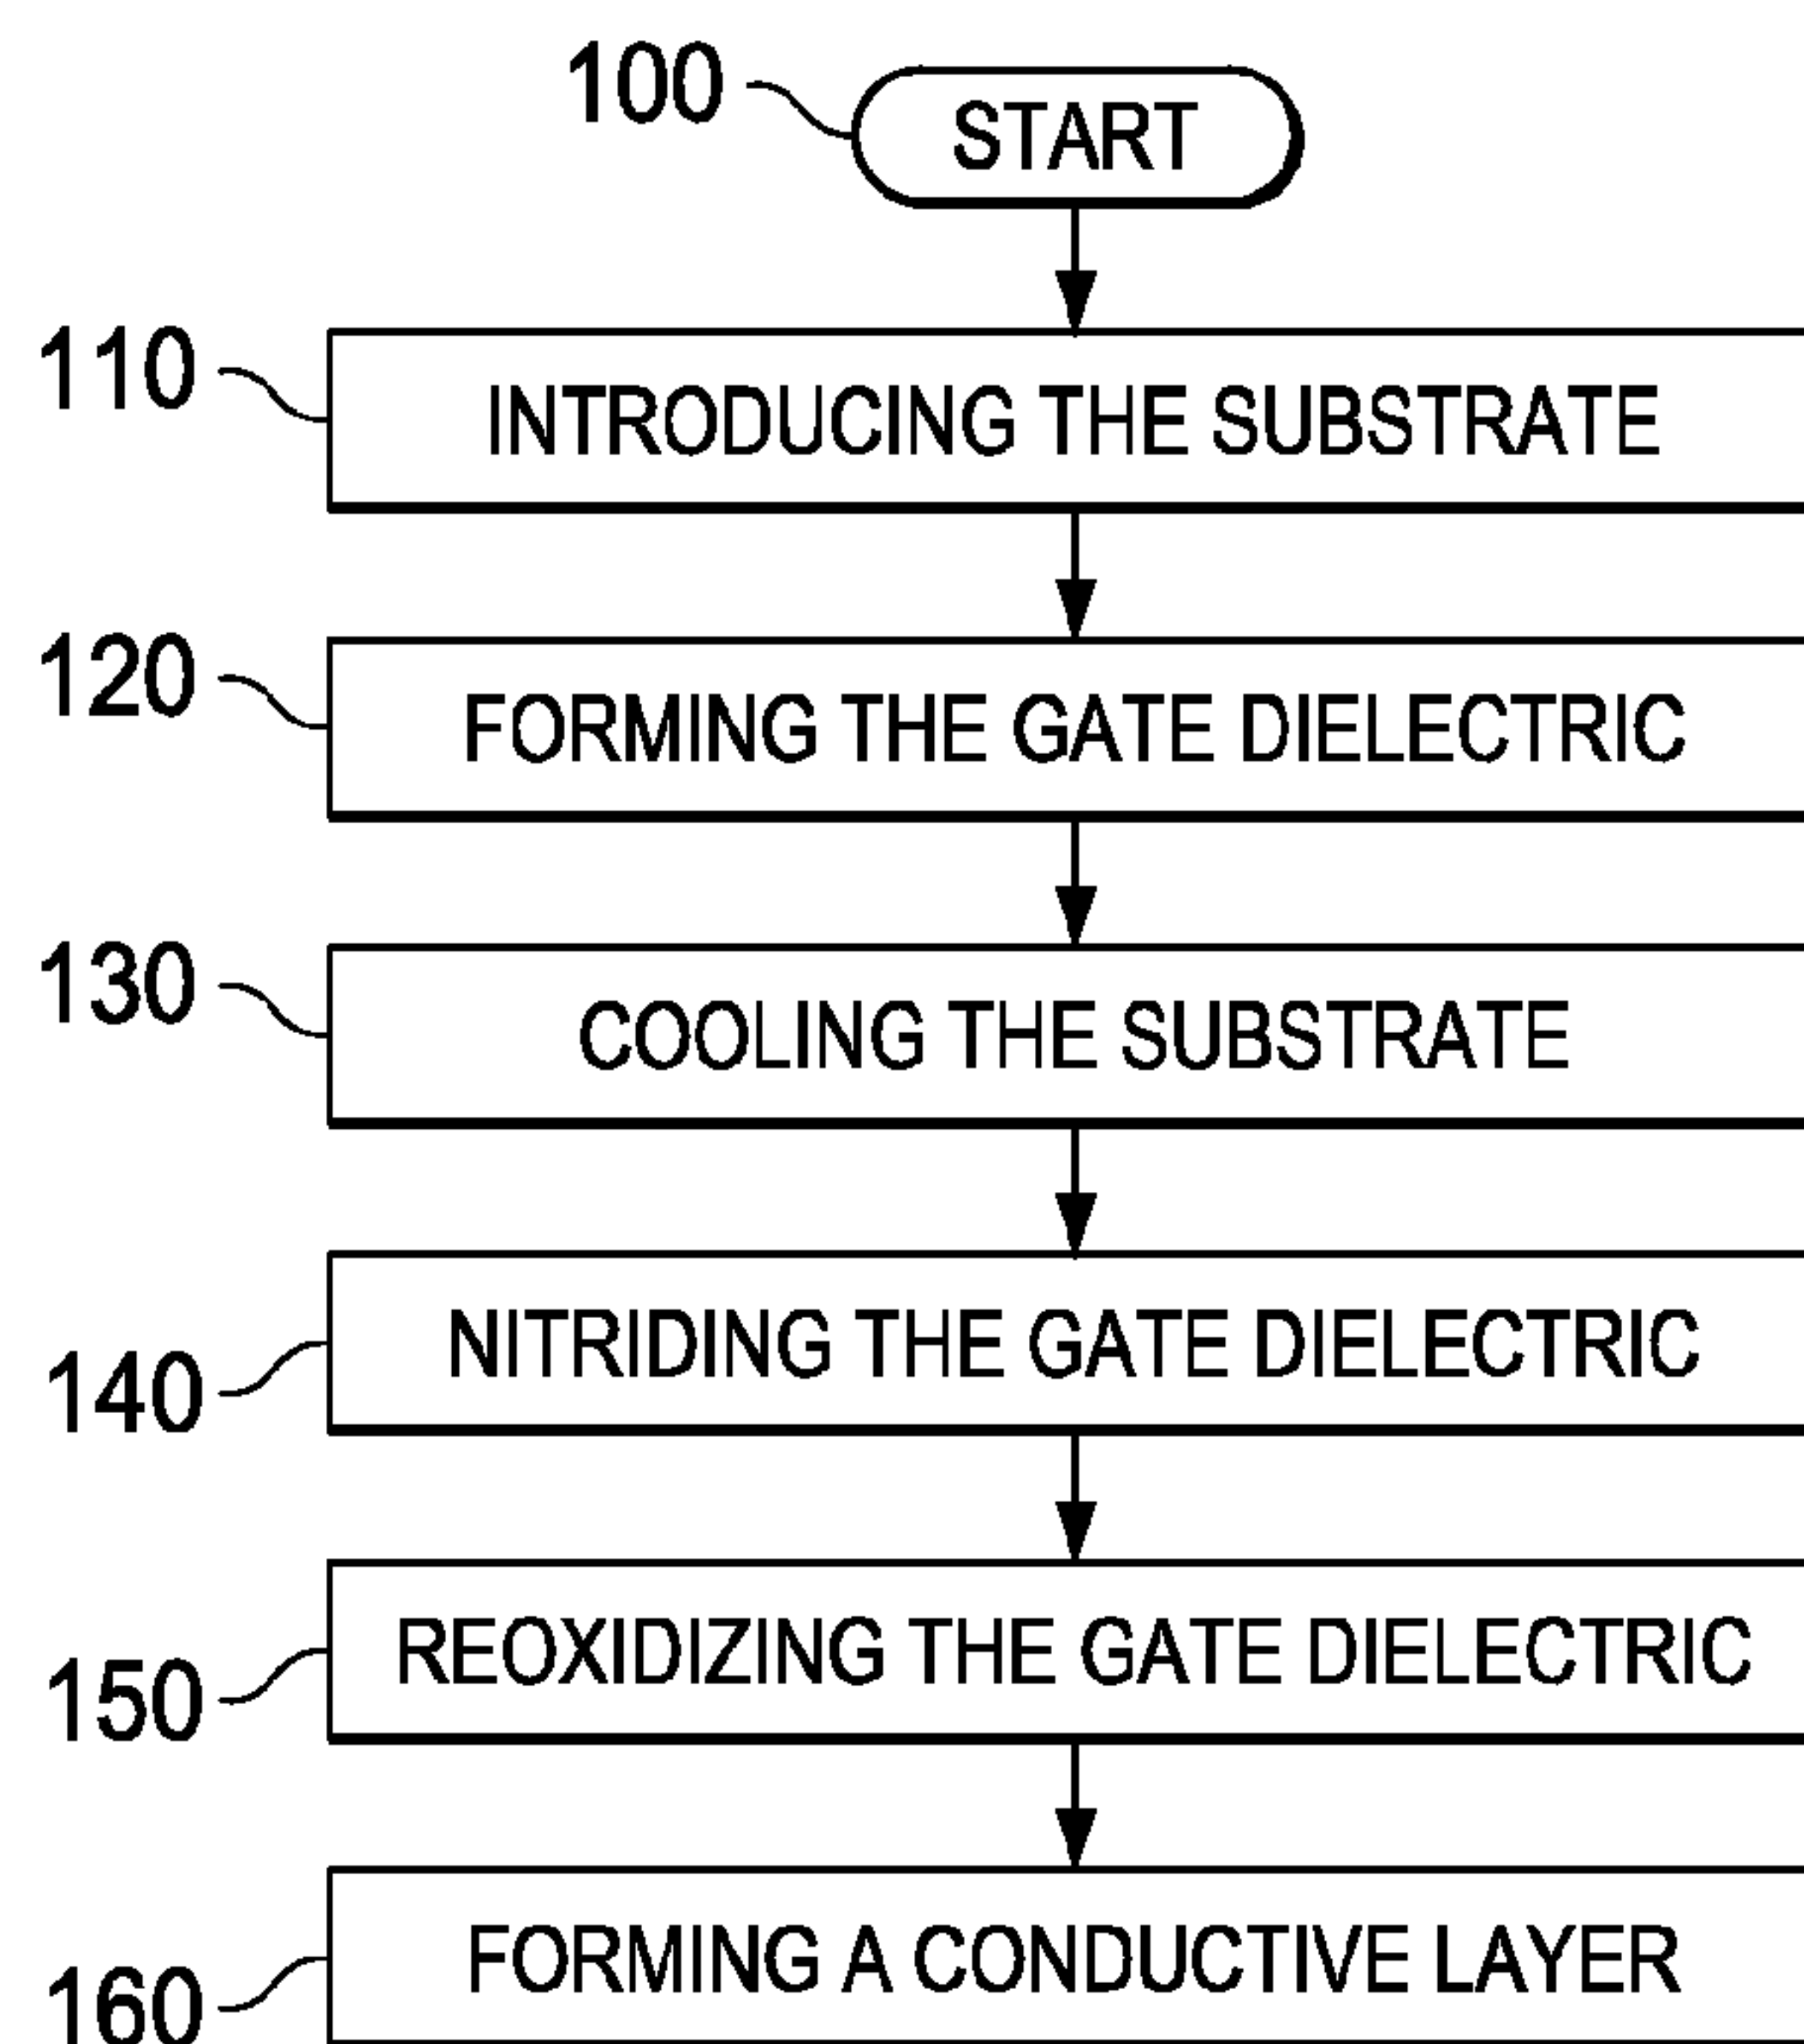 100 START
110 INTRODUCING THE SUBSTRATE
120 FORMING THE GATE DIELECTRIC
130 COOLING THE SUBSTRATE
140 NITRIDING THE GATE DIELECTRIC
150 REOXIDIZING THE GATE DIELECTRIC
160 FORMING A CONDUCTIVE LAYER